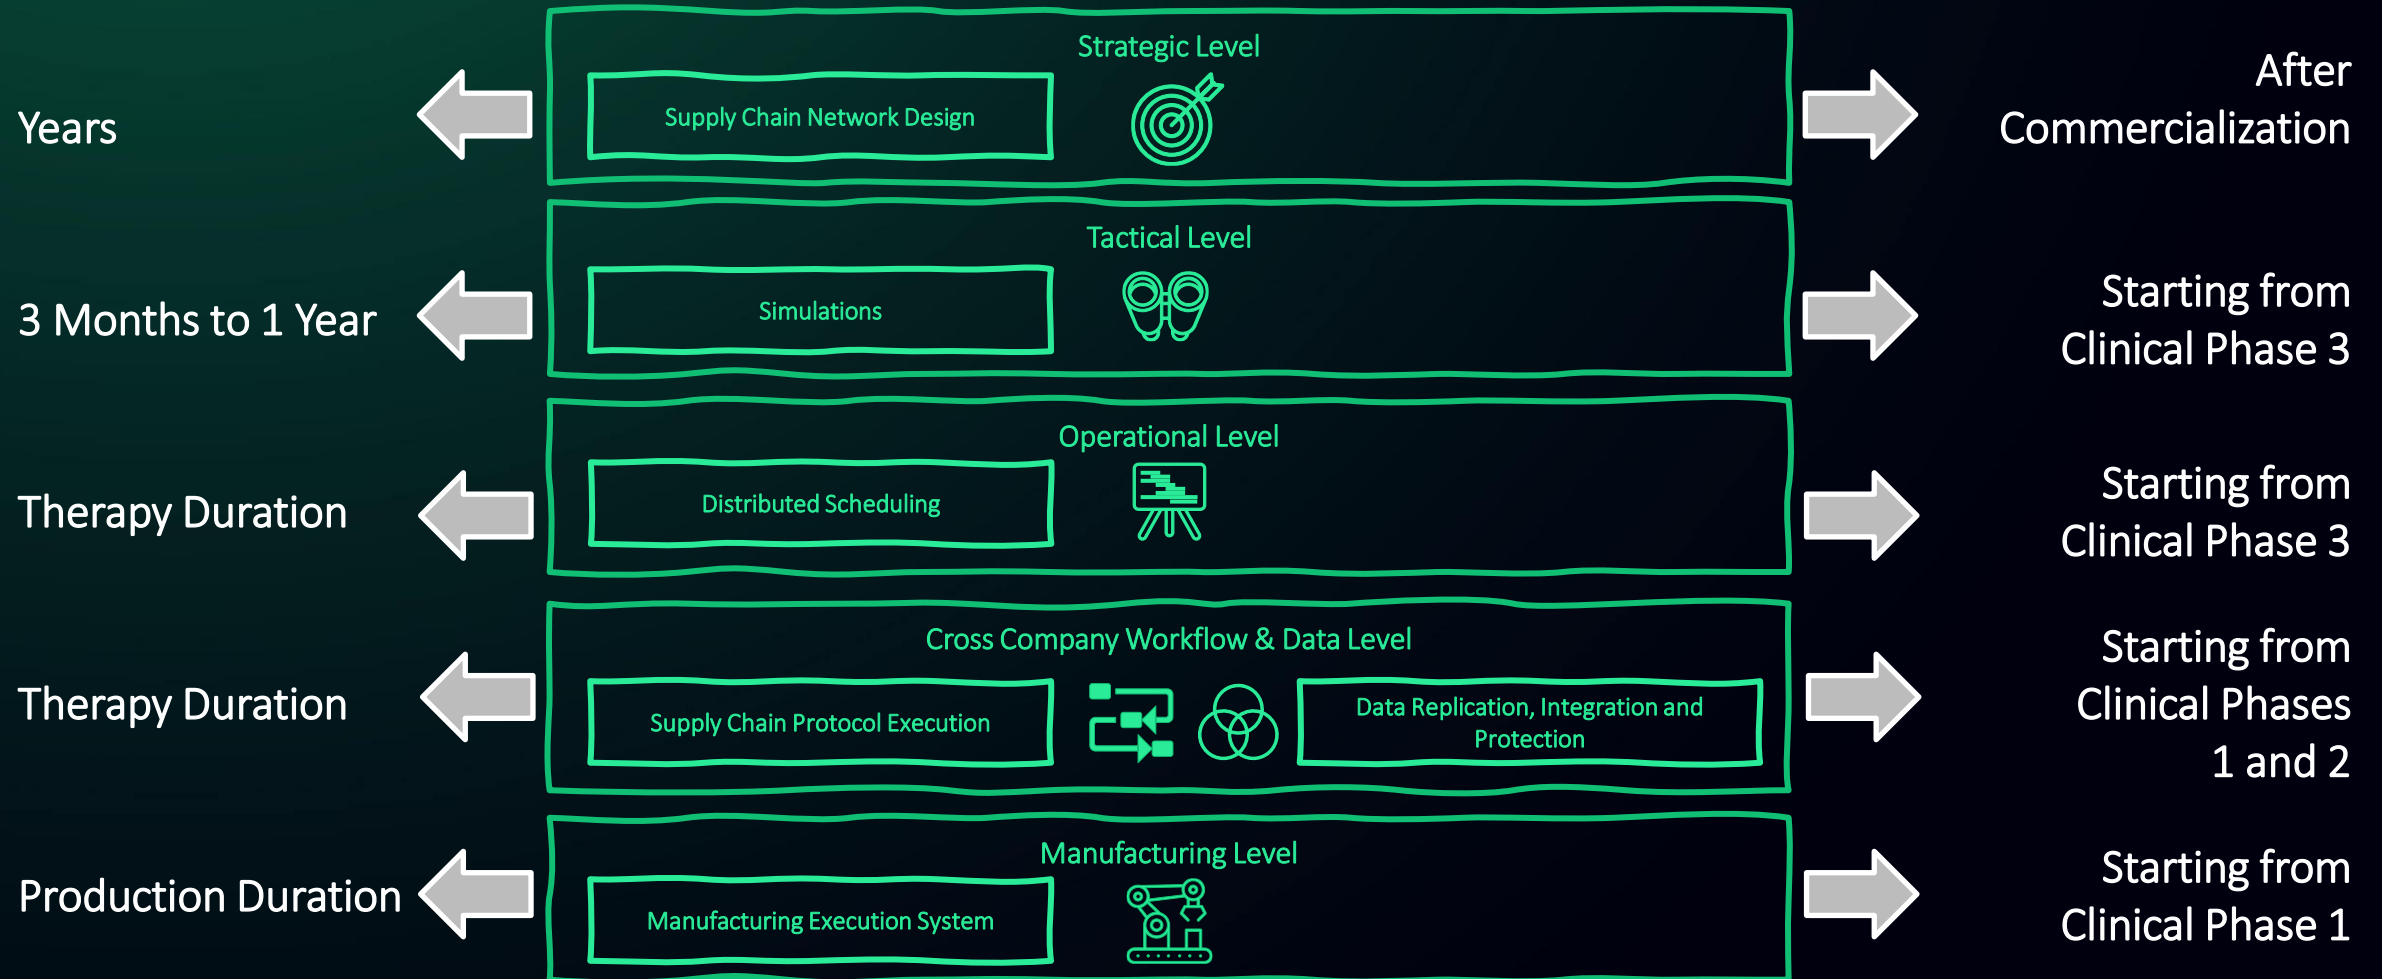 Strategic Level
Years
Supply Chain Network Design
After
Commercialization
Tactical Level
3 Months to 1 Year
Simulations
Starting from
Clinical Phase 3
Operational Level
Therapy Duration
Distributed Scheduling
Starting from
Clinical Phase 3
Cross Company Workflow & Data Level
Therapy Duration
Supply Chain Protocol Execution
Data Replication, Integration and
Protection
Starting from
Clinical Phases
1 and 2
Manufacturing Level
Production Duration
Manufacturing Execution System
Starting from
Clinical Phase 1